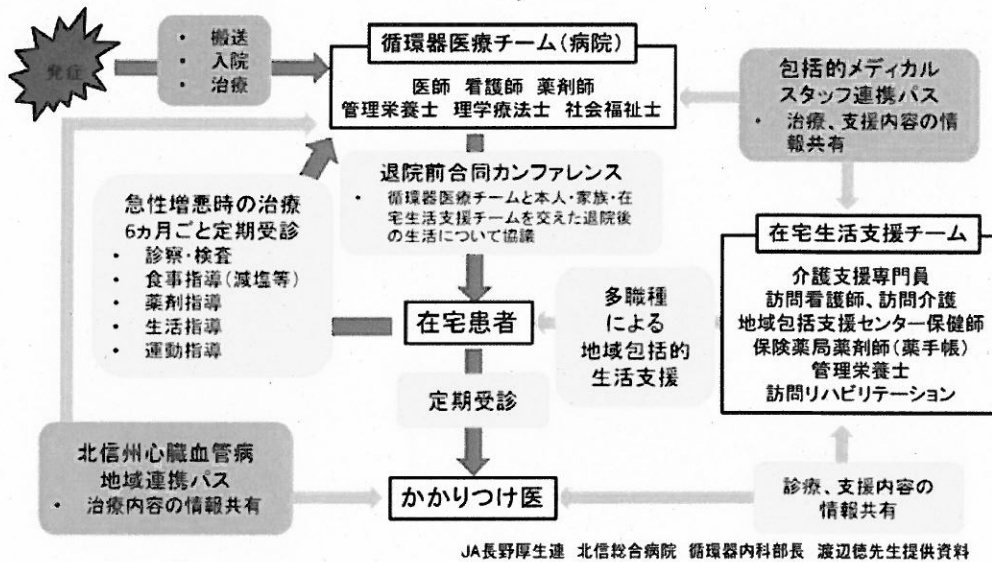 発症
・ 搬送
・ 入院
・ 治療
循環器医療チーム(病院)
医師 看護師 薬剤師
管理栄養士 理学療法士 社会福祉士
包括的メディカル
スタッフ連携パス
・ 治療、支援内容の情
報共有
退院前合同カンファレンス
・ 循環器医療チームと本人・家族・在
宅生活支援チームを交えた退院後
の生活について協議
急性増悪時の治療
6ヵ月ごと定期受診
・ 診察・検査
・ 食事指導(減塩等)
・ 薬剤指導
・ 生活指導
・ 運動指導
在宅患者
多職種
による
地域包括的
生活支援
在宅生活支援チーム
介護支援専門員
訪問看護師、訪問介護
地域包括支援センター保健師
保険薬局薬剤師(薬手帳)
管理栄養士
訪問リハビリテーション
定期受診
北信州心臓血管病
地域連携パス
・ 治療内容の情報共有
かかりつけ医
診療、支援内容の
情報共有
JA長野厚生連 北信総合病院 循環器内科部長 渡辺徳先生提供資料